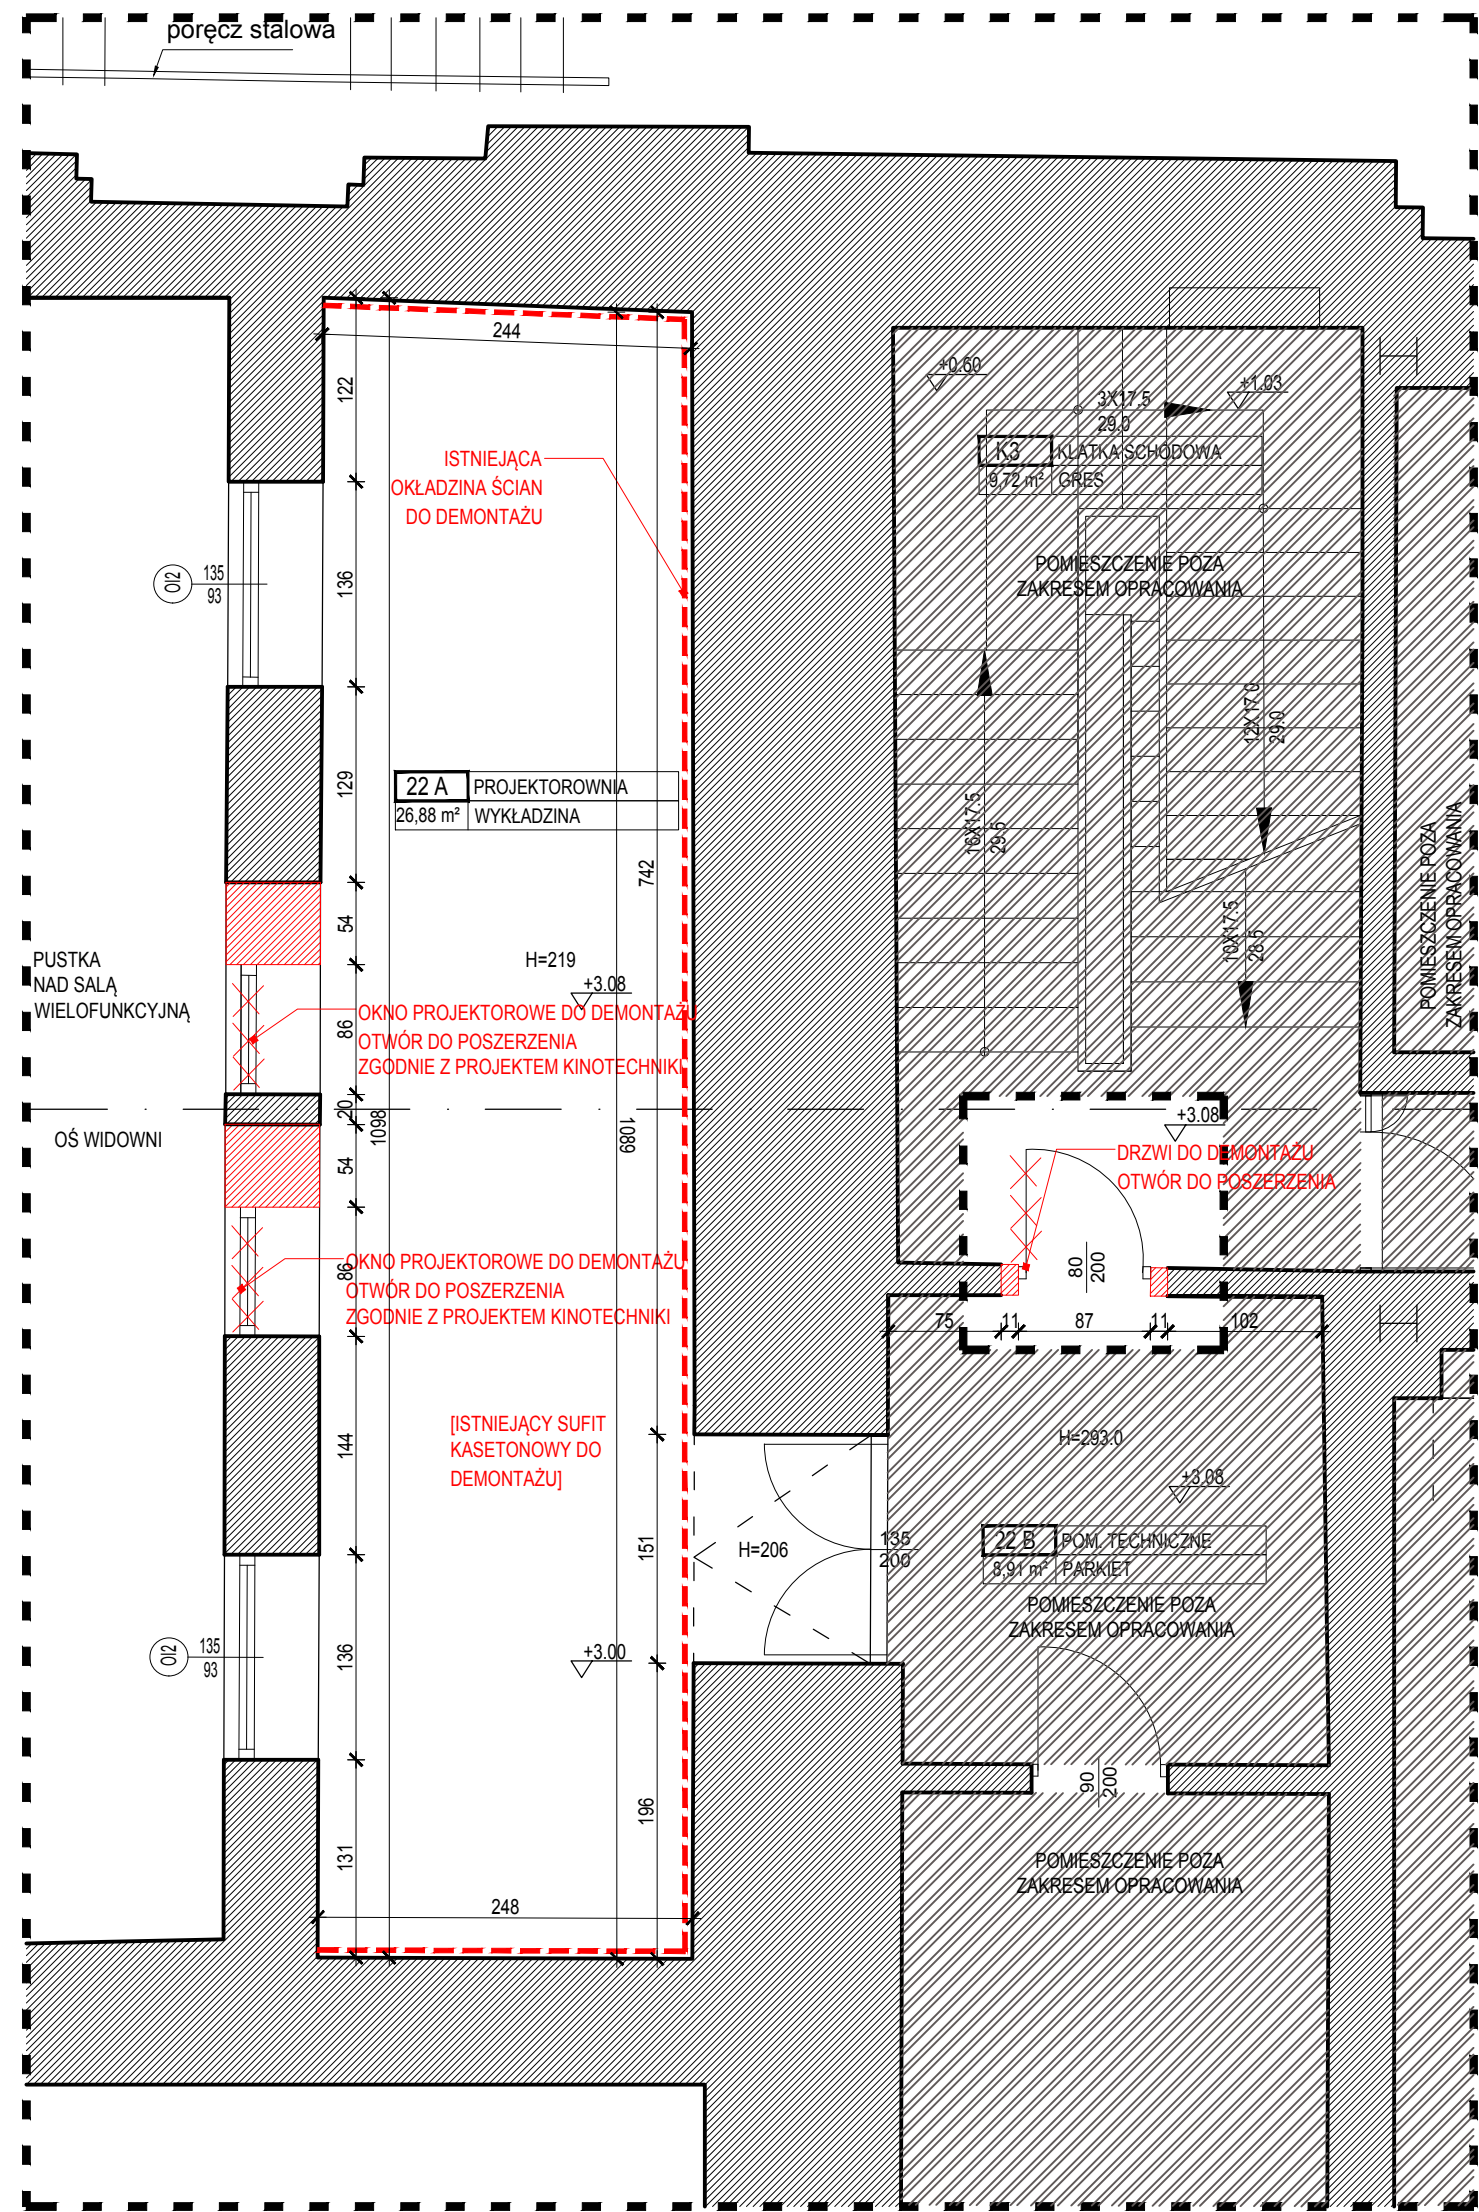 poręcz stalowa
244
122
136
129
54
86
20
54
86
144
136
131
1098
1089
742
151
196
248
ISTNIEJĄCA
OKŁADZINA ŚCIAN
DO DEMONTAŻU
OI2
135
93
22 A
PROJEKTOROWNIA
26,88 m²
WYKŁADZINA
H=219
+3.08
PUSTKA
NAD SALĄ
WIELOFUNKCYJNĄ
OKNO PROJEKTOROWE DO DEMONTAŻU
OTWÓR DO POSZERZENIA
ZGODNIE Z PROJEKTEM KINOTECHNIKI
OŚ WIDOWNI
OKNO PROJEKTOROWE DO DEMONTAŻU
OTWÓR DO POSZERZENIA
ZGODNIE Z PROJEKTEM KINOTECHNIKI
[ISTNIEJĄCY SUFIT
KASETONOWY DO
DEMONTAŻU]
OI2
135
93
+3.00
H=206
135
200
+0.60
+1.03
3X17.5
29.0
K3
KLATKA SCHODOWA
9,72 m²
GRES
POMIESZCZENIE POZA
ZAKRESEM OPRACOWANIA
16X17.5
29.5
12X17.0
29.0
10X17.5
28.5
POMIESZCZENIE POZA
ZAKRESEM OPRACOWANIA
+3.08
DRZWI DO DEMONTAŻU
OTWÓR DO POSZERZENIA
80
200
75
11
87
11
102
H=293.0
+3.08
22 B
POM. TECHNICZNE
8,91 m²
PARKIET
POMIESZCZENIE POZA
ZAKRESEM OPRACOWANIA
90
200
POMIESZCZENIE POZA
ZAKRESEM OPRACOWANIA